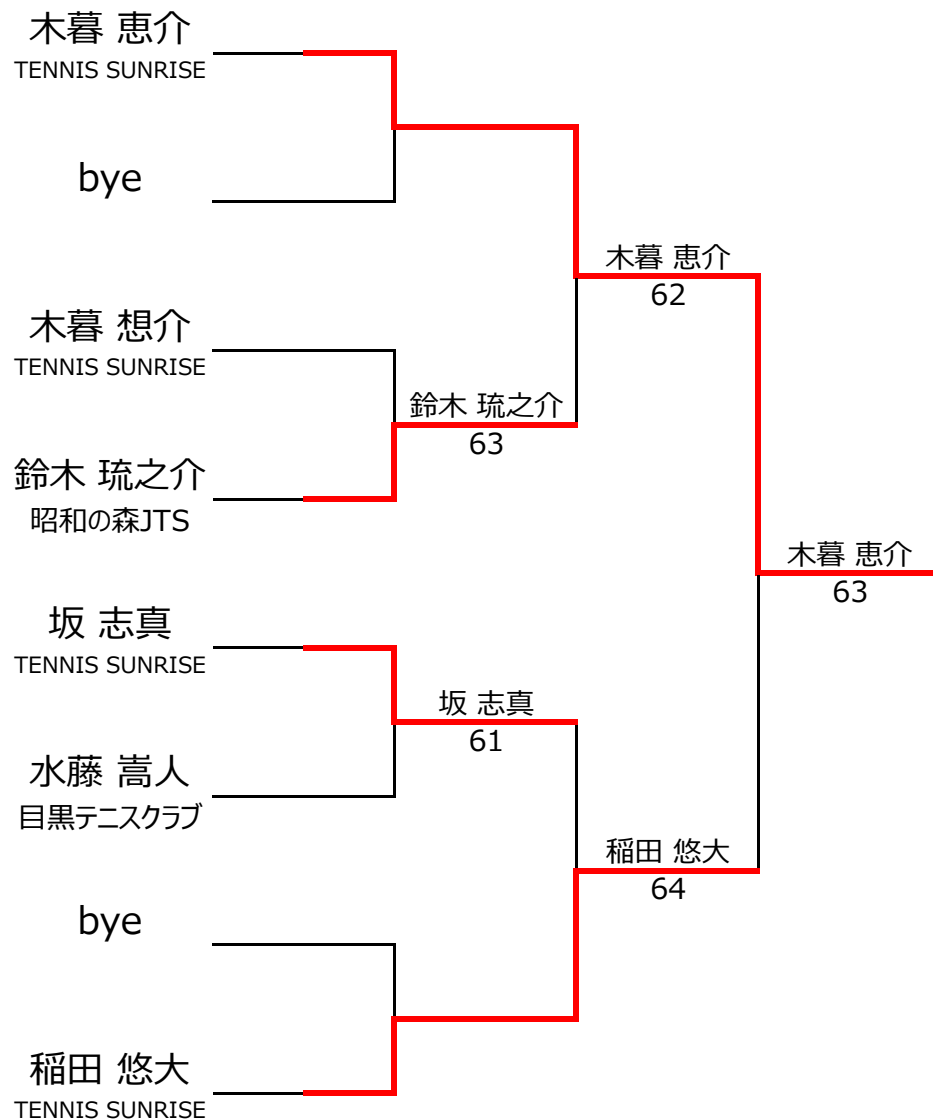 木暮 恵介
TENNIS SUNRISE
bye
木暮 想介
TENNIS SUNRISE
鈴木 琉之介
昭和の森JTS
坂 志真
TENNIS SUNRISE
水藤 嵩人
目黒テニスクラブ
bye
稲田 悠大
TENNIS SUNRISE
鈴木 琉之介
63
坂 志真
61
木暮 恵介
62
稲田 悠大
64
木暮 恵介
63